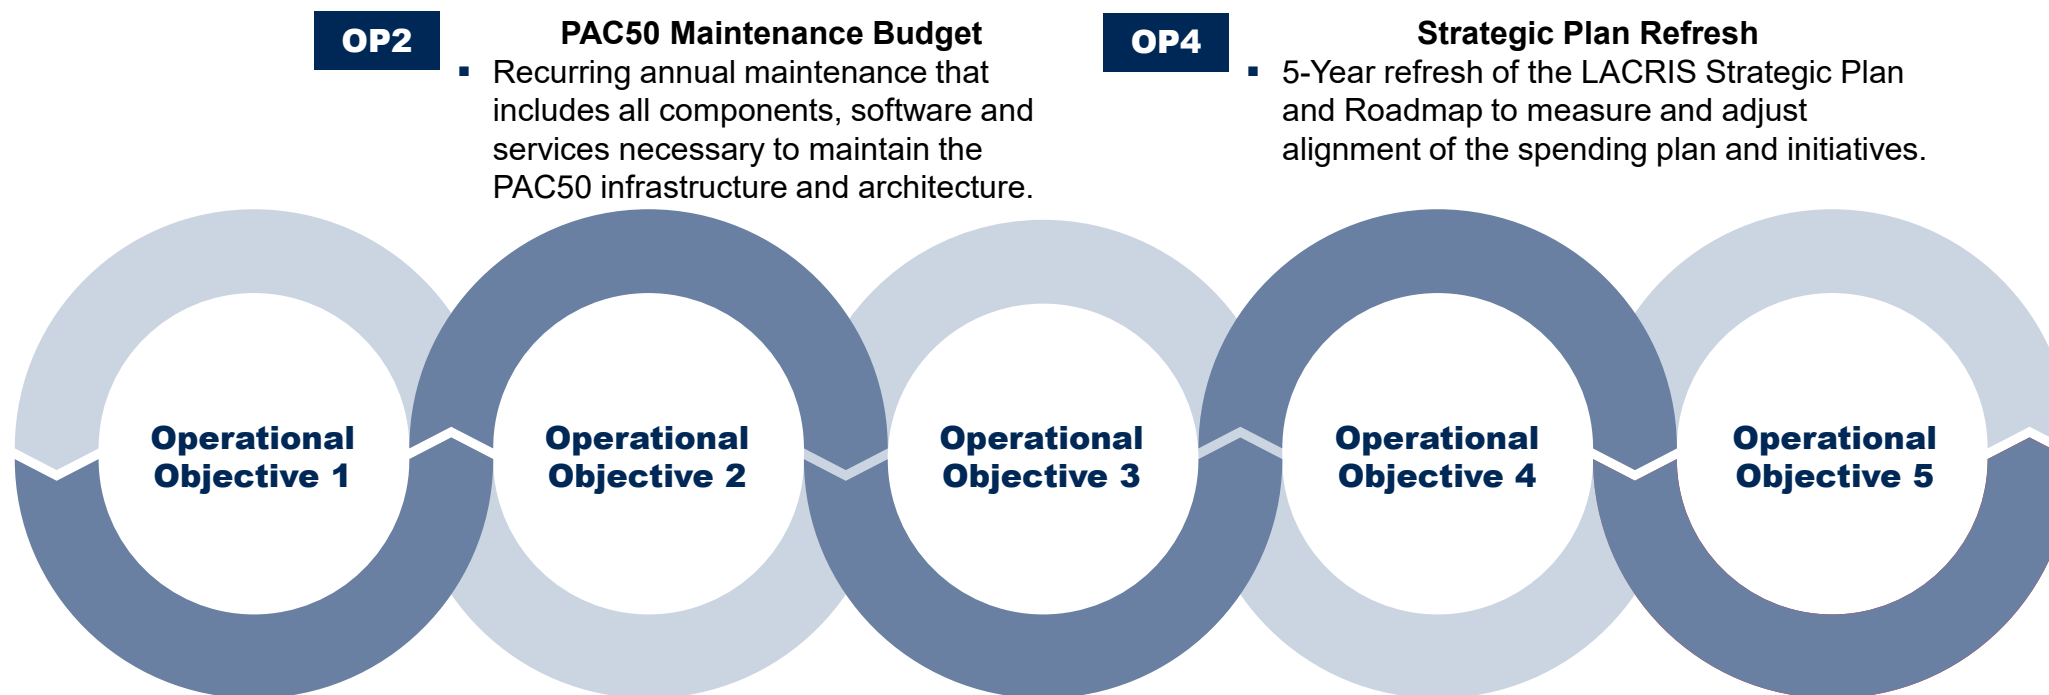 OP2
PAC50 Maintenance Budget
▪ Recurring annual maintenance that
includes all components, software and
services necessary to maintain the
PAC50 infrastructure and architecture.
OP4
Strategic Plan Refresh
▪ 5-Year refresh of the LACRIS Strategic Plan
and Roadmap to measure and adjust
alignment of the spending plan and initiatives.
Operational
Objective 1
Operational
Objective 2
Operational
Objective 3
Operational
Objective 4
Operational
Objective 5